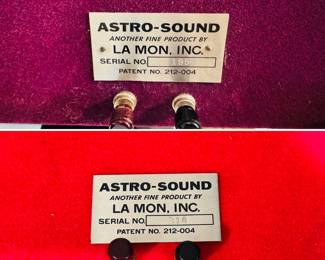 ASTRO-SOUND
ANOTHER FINE PRODUCT BY
LA MON, INC.
SERIAL NO.
PATENT NO. 212-004
ASTRO-SOUND
ANOTHER FINE PRODUCT BY
LA MON, INC.
SERIAL NO.
PATENT NO. 212-004